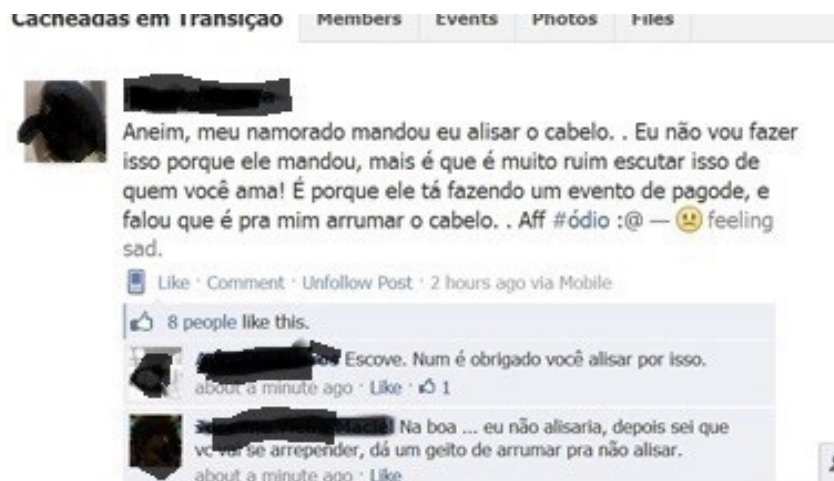 Cacheadas em Transição Members Events Photos Files
Aneim, meu namorado mandou eu alisar o cabelo. . Eu não vou fazer
isso porque ele mandou, mais é que é muito ruim escutar isso de
quem você ama! É porque ele tá fazendo um evento de pagode, e
falou que é pra mim arrumar o cabelo. . Aff #ódio :@ — feeling
sad.
Like · Comment · Unfollow Post · 2 hours ago via Mobile
8 people like this.
Escove. Num é obrigado você alisar por isso.
about a minute ago · Like · 1
Na boa ... eu não alisaria, depois sei que
vc vai se arrepender, dá um geito de arrumar pra não alisar.
about a minute ago · Like